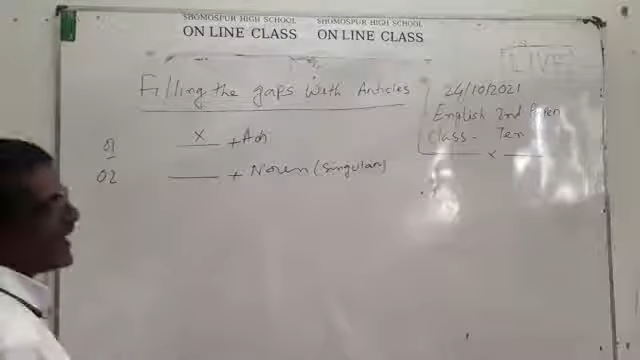 SHOMOSPUR HIGH SCHOOL SHOMOSPUR HIGH SCHOOL
ON LINE CLASS ON LINE CLASS
LIVE
Filling the gaps with Articles
24/10/2021
English 2nd Paper
Class - Ten
x
01 x + Adj
02 ____ + Noun (Singular)